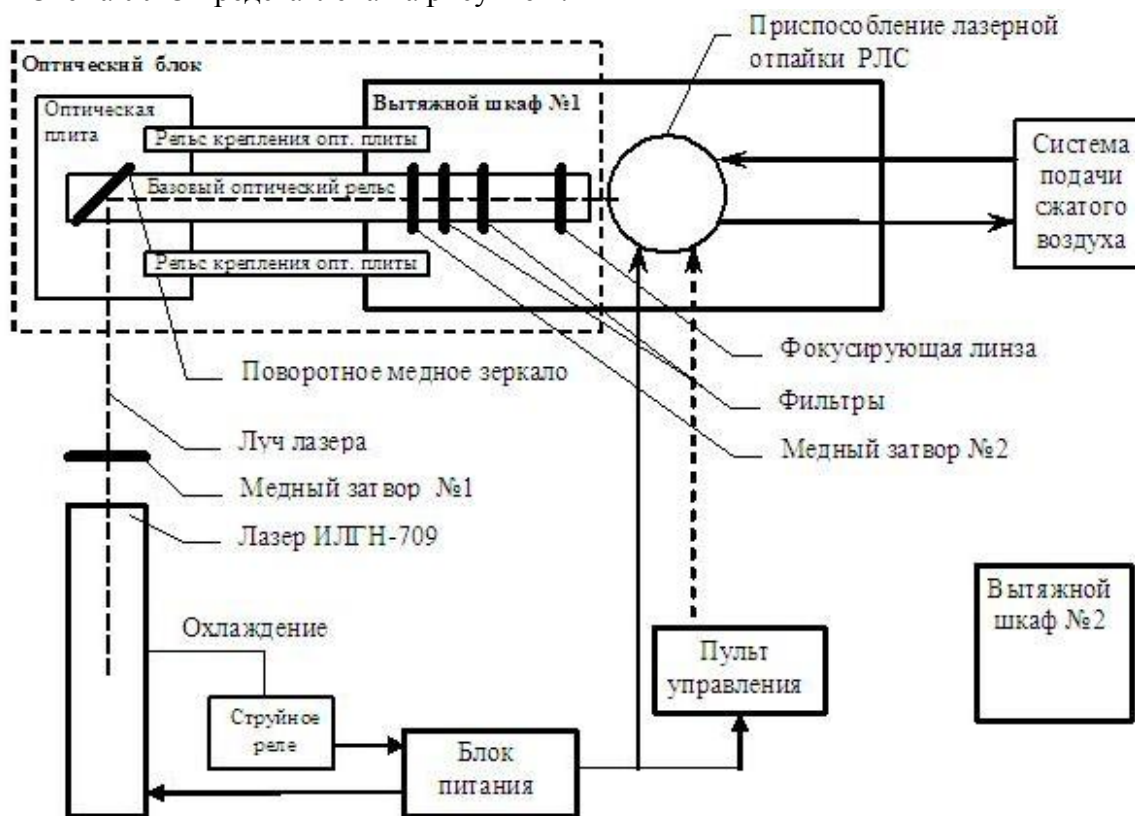 Приспособление лазерной
отпайки РЛС
Оптический блок
Оптическая
плита
Вытяжной шкаф №1
Рельс крепления опт. плиты
Базовый оптический рельс
Рельс крепления опт. плиты
Система
подачи
сжатого
воздуха
Фокусирующая линза
Поворотное медное зеркало
Фильтры
Луч лазера
Медный затвор №2
Медный затвор №1
Лазер ИЛГН-709
Охлаждение
Вытяжной
шкаф №2
Пульт
управления
Струйное
реле
Блок
питания